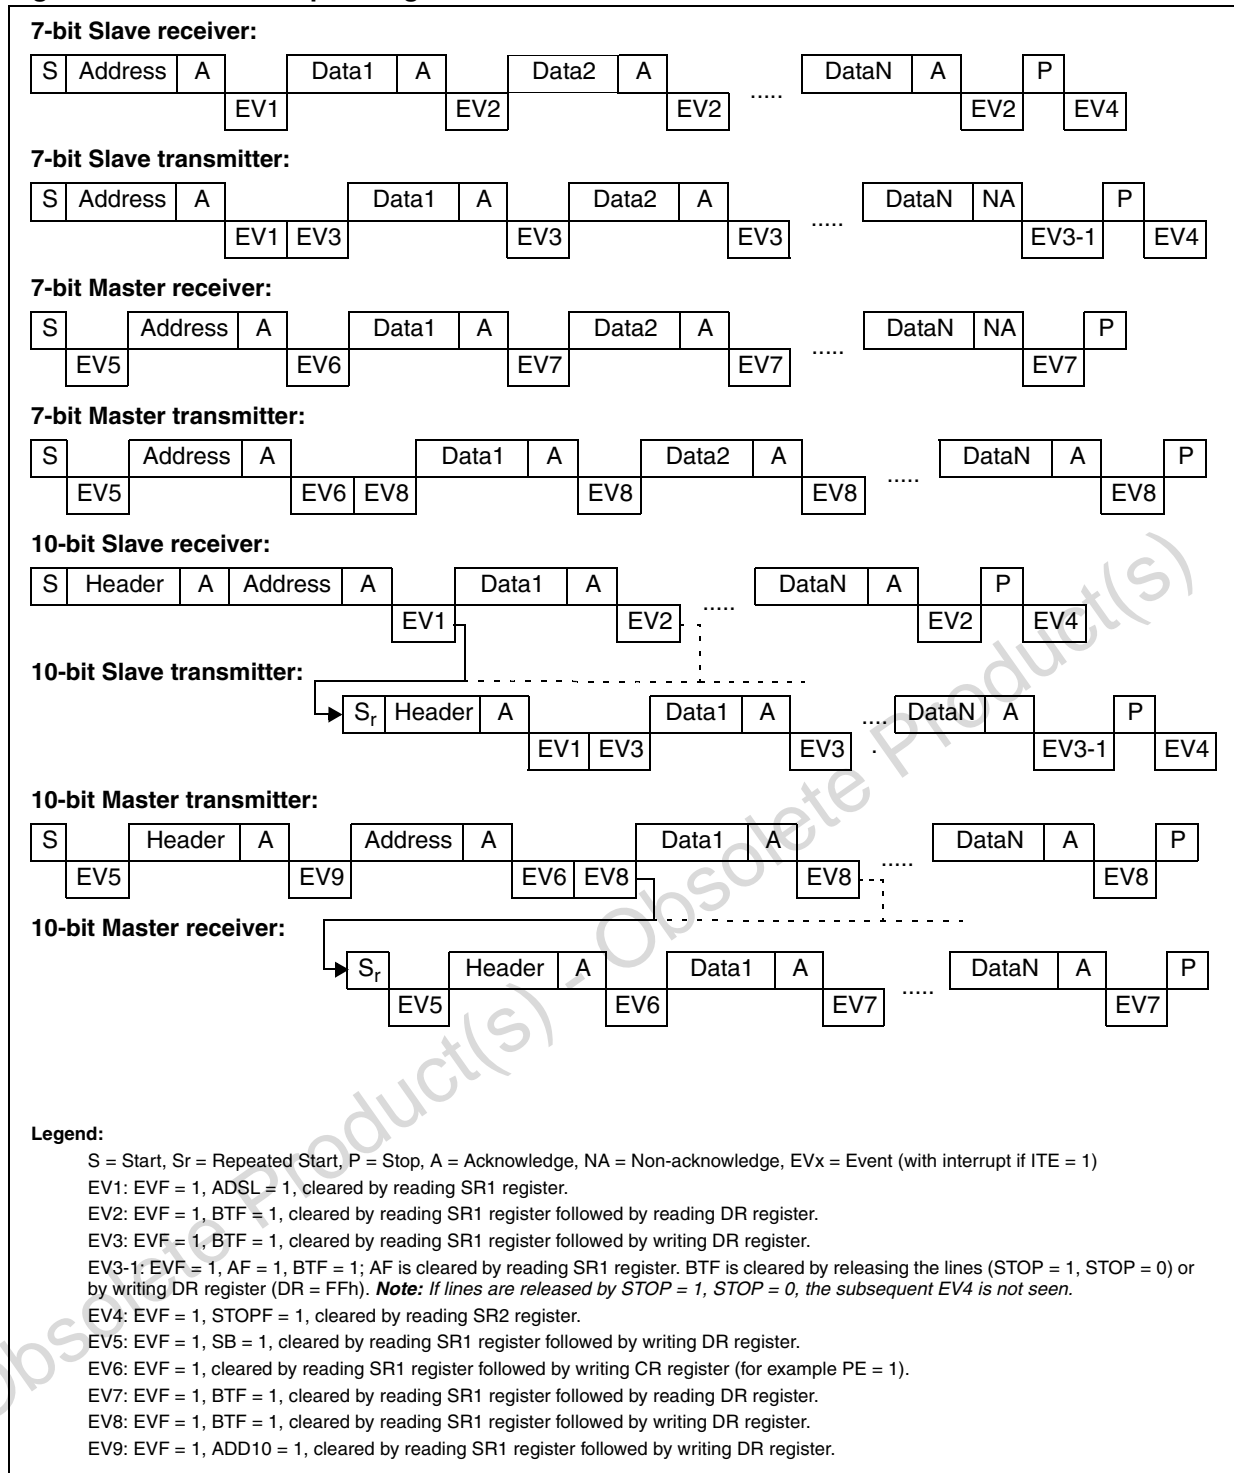 7-bit Slave receiver:
S Address A Data1 A Data2 A ..... DataN A P
EV1 EV2 EV2 EV2 EV4
7-bit Slave transmitter:
S Address A Data1 A Data2 A ..... DataN NA P
EV1 EV3 EV3 EV3 EV3-1 EV4
7-bit Master receiver:
S Address A Data1 A Data2 A ..... DataN NA P
EV5 EV6 EV7 EV7 EV7
7-bit Master transmitter:
S Address A Data1 A Data2 A ..... DataN A P
EV5 EV6 EV8 EV8 EV8 EV8
10-bit Slave receiver:
S Header A Address A Data1 A ..... DataN A P
EV1 EV2 EV2 EV4
10-bit Slave transmitter:
Sr Header A Data1 A .... DataN A P
EV1 EV3 EV3 . EV3-1 EV4
10-bit Master transmitter:
S Header A Address A Data1 A ..... DataN A P
EV5 EV9 EV6 EV8 EV8 EV8
10-bit Master receiver:
Sr Header A Data1 A ..... DataN A P
EV5 EV6 EV7 EV7
Obsolete Product(s) - Obsolete Product(s)
Legend:
S = Start, Sr = Repeated Start, P = Stop, A = Acknowledge, NA = Non-acknowledge, EVx = Event (with interrupt if ITE = 1)
EV1: EVF = 1, ADSL = 1, cleared by reading SR1 register.
EV2: EVF = 1, BTF = 1, cleared by reading SR1 register followed by reading DR register.
EV3: EVF = 1, BTF = 1, cleared by reading SR1 register followed by writing DR register.
EV3-1: EVF = 1, AF = 1, BTF = 1; AF is cleared by reading SR1 register. BTF is cleared by releasing the lines (STOP = 1, STOP = 0) or
by writing DR register (DR = FFh). Note: If lines are released by STOP = 1, STOP = 0, the subsequent EV4 is not seen.
EV4: EVF = 1, STOPF = 1, cleared by reading SR2 register.
EV5: EVF = 1, SB = 1, cleared by reading SR1 register followed by writing DR register.
EV6: EVF = 1, cleared by reading SR1 register followed by writing CR register (for example PE = 1).
EV7: EVF = 1, BTF = 1, cleared by reading SR1 register followed by reading DR register.
EV8: EVF = 1, BTF = 1, cleared by reading SR1 register followed by writing DR register.
EV9: EVF = 1, ADD10 = 1, cleared by reading SR1 register followed by writing DR register.